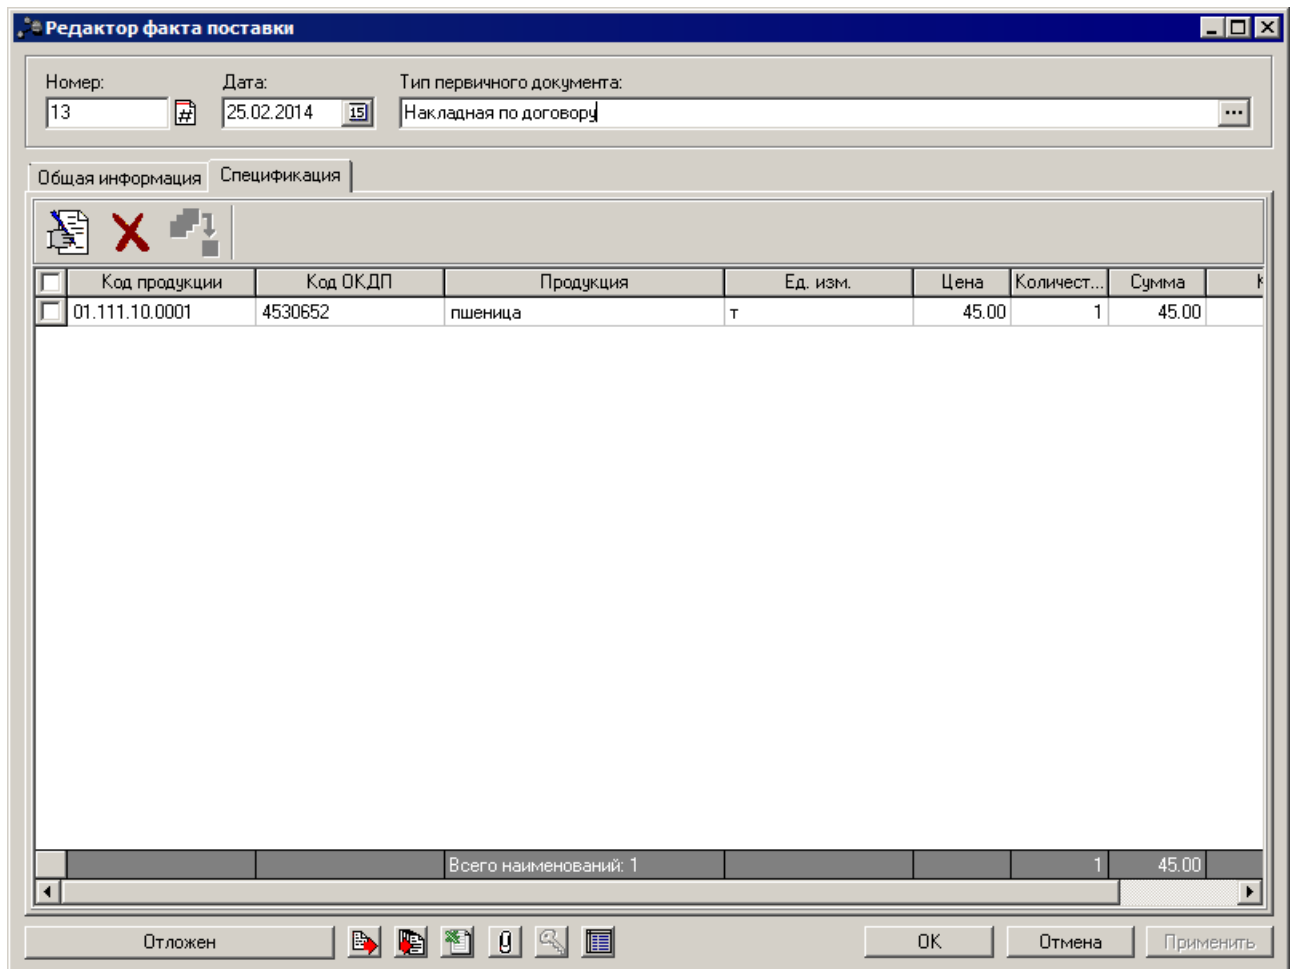 Редактор факта поставки
Номер: Дата: Тип первичного документа:
13 # 25.02.2014 15 Накладная по договору ...
Общая информация Спецификация
Код продукции Код ОКДП Продукция Ед. изм. Цена Количест... Сумма
01.111.10.0001 4530652 пшеница т 45.00 1 45.00
Всего наименований: 1 1 45.00
Отложен OK Отмена Применить